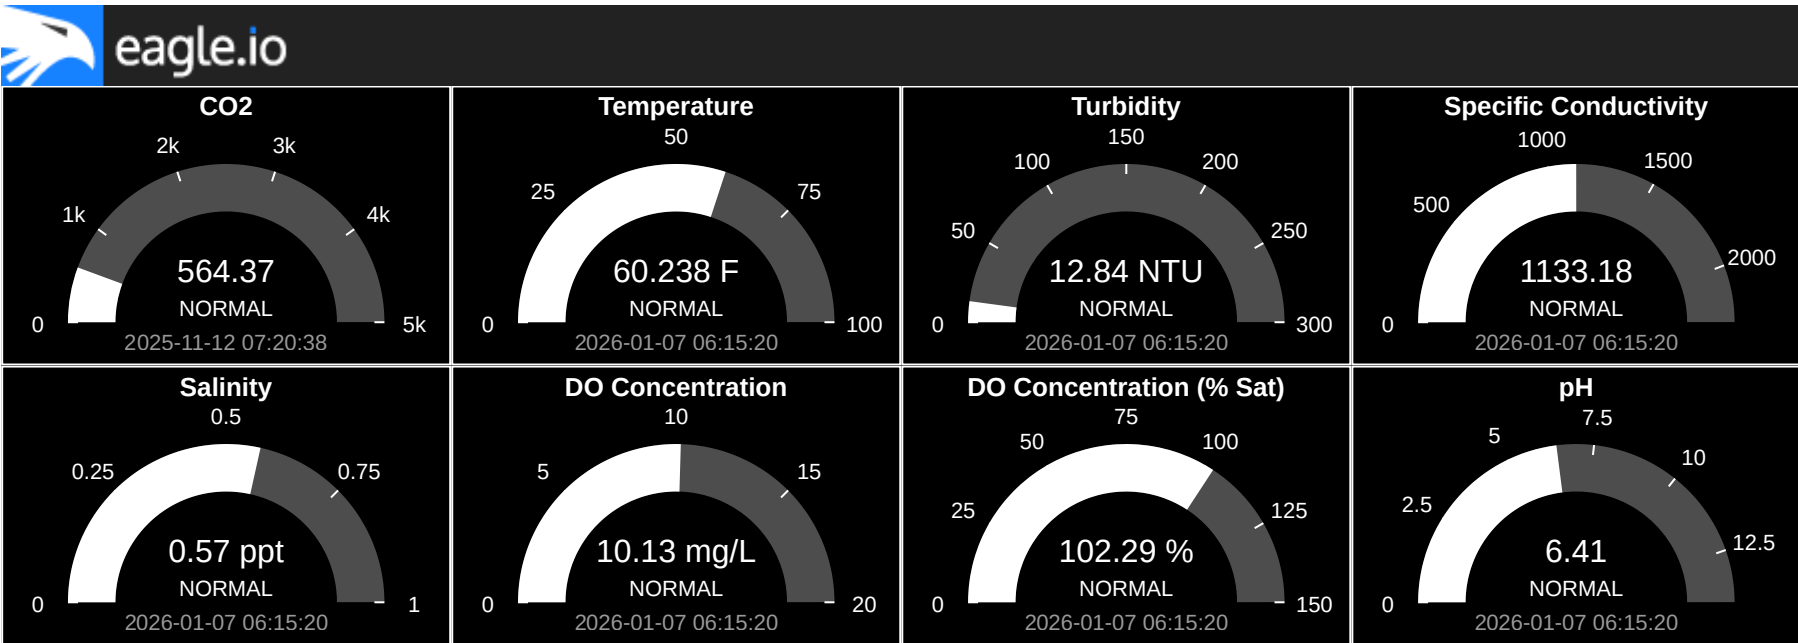 eagle.io
CO2
0
1k
2k
3k
4k
5k
564.37
NORMAL
2025-11-12 07:20:38
Temperature
0
25
50
75
100
60.238 F
NORMAL
2026-01-07 06:15:20
Turbidity
0
50
100
150
200
250
300
12.84 NTU
NORMAL
2026-01-07 06:15:20
Specific Conductivity
0
500
1000
1500
2000
1133.18
NORMAL
2026-01-07 06:15:20
Salinity
0
0.25
0.5
0.75
1
0.57 ppt
NORMAL
2026-01-07 06:15:20
DO Concentration
0
5
10
15
20
10.13 mg/L
NORMAL
2026-01-07 06:15:20
DO Concentration (% Sat)
0
25
50
75
100
125
150
102.29 %
NORMAL
2026-01-07 06:15:20
pH
0
2.5
5
7.5
10
12.5
6.41
NORMAL
2026-01-07 06:15:20